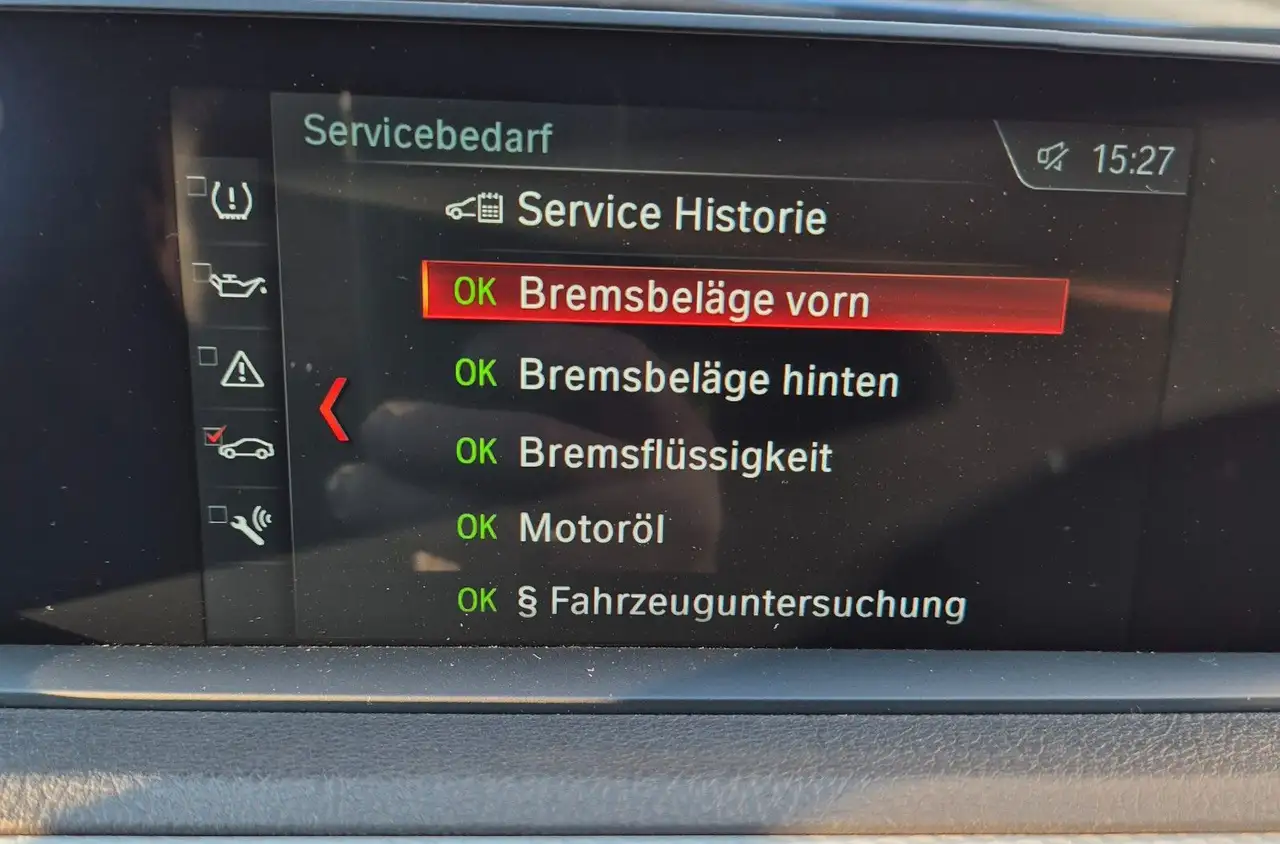 Servicebedarf
15:27
Service Historie
OK Bremsbeläge vorn
OK Bremsbeläge hinten
OK Bremsflüssigkeit
OK Motoröl
OK § Fahrzeuguntersuchung